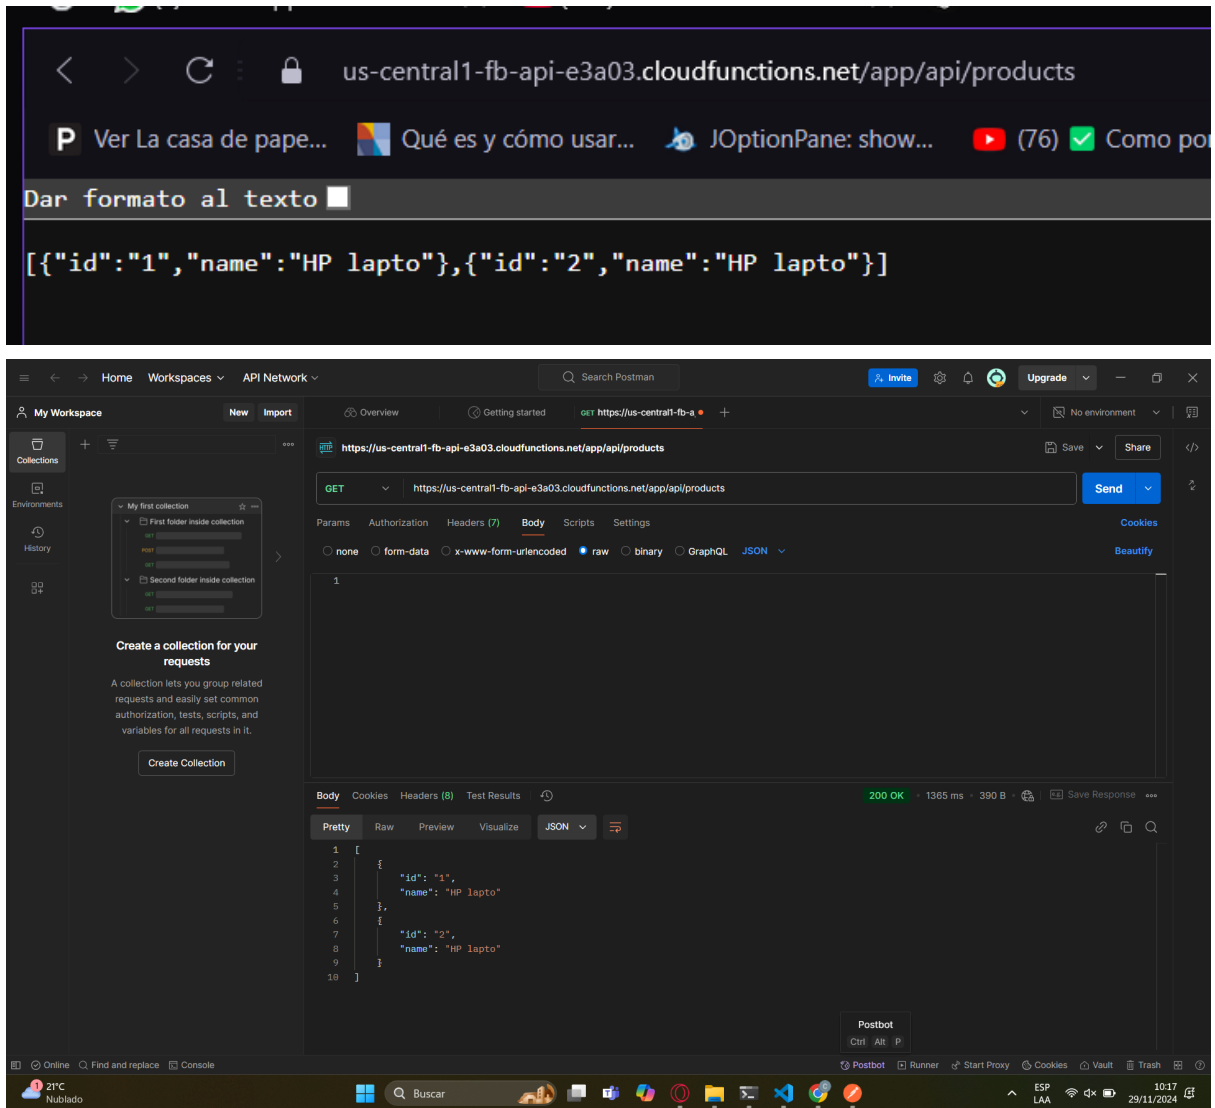 us-central1-fb-api-e3a03.cloudfunctions.net/app/api/products
P Ver La casa de pape... Qué es y cómo usar... JOptionPane: show... (76) Como por
Dar formato al texto
[{"id":"1","name":"HP lapto"},{"id":"2","name":"HP lapto"}]
Home Workspaces API Network Search Postman Invite Upgrade
My Workspace New Import Overview Getting started GET https://us-central1-fb-a No environment
Collections
Environments
History
https://us-central1-fb-api-e3a03.cloudfunctions.net/app/api/products Save Share
HTTP
GET https://us-central1-fb-api-e3a03.cloudfunctions.net/app/api/products Send
Params Authorization Headers (7) Body Scripts Settings Cookies
none form-data x-www-form-urlencoded raw binary GraphQL JSON Beautify
1
My first collection
First folder inside collection
GET
POST
GET
Second folder inside collection
GET
GET
Create a collection for your
requests
A collection lets you group related
requests and easily set common
authorization, tests, scripts, and
variables for all requests in it.
Create Collection
Body Cookies Headers (8) Test Results 200 OK 1365 ms 390 B Save Response
Pretty Raw Preview Visualize JSON
1 [
2 {
3 "id": "1",
4 "name": "HP lapto"
5 },
6 {
7 "id": "2",
8 "name": "HP lapto"
9 }
10 ]
Postbot
Ctrl Alt P
Online Find and replace Console Postbot Runner Start Proxy Cookies Vault Trash
1 21°C
Nublado
Buscar
ESP
LAA
10:17
29/11/2024